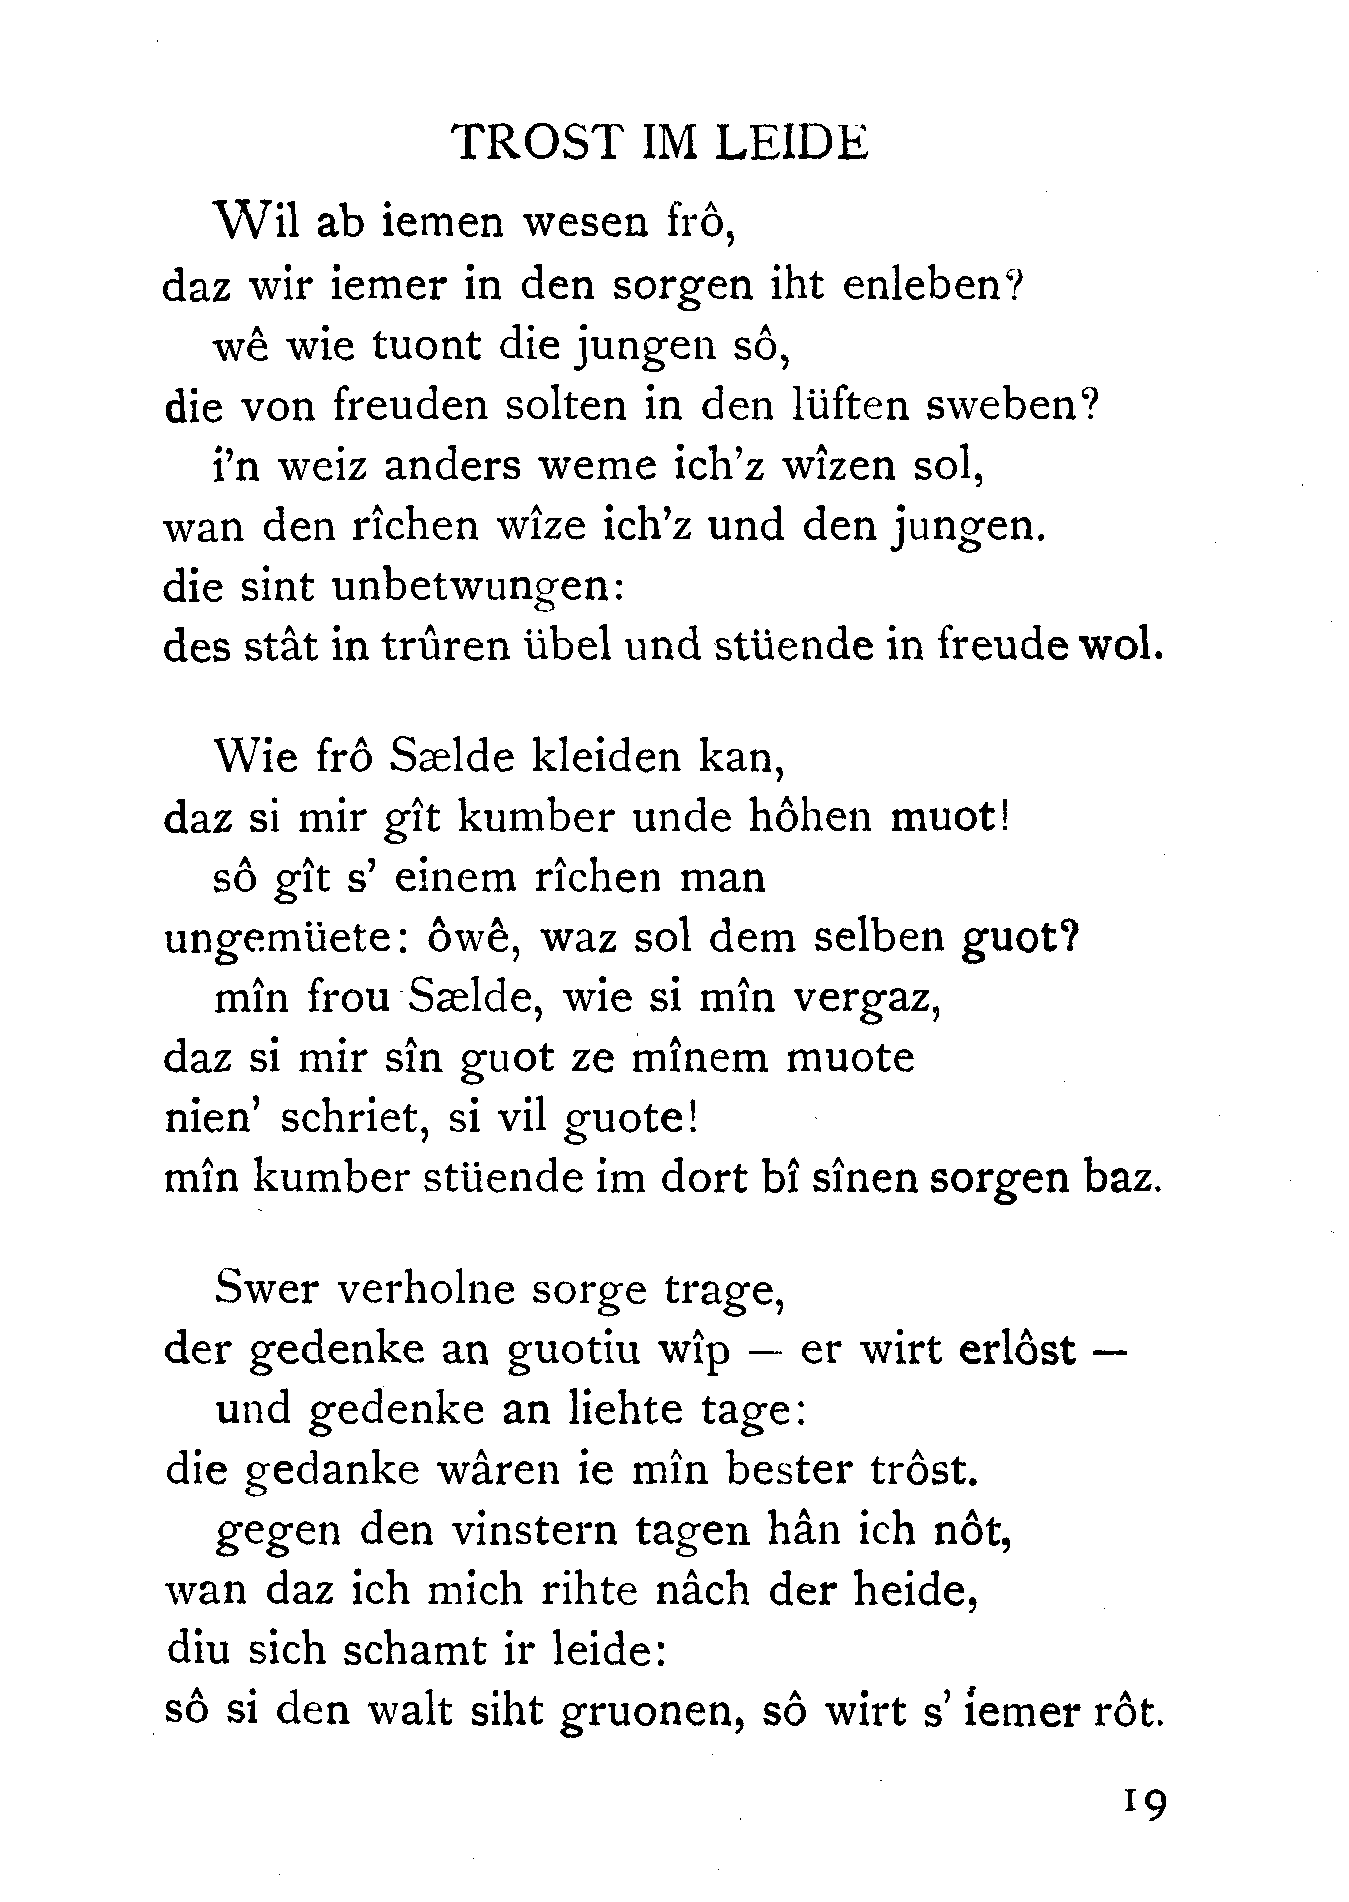 TROST IM LEIDE
Wil ab iemen wesen frô,
daz wir iemer in den sorgen iht enleben?
wê wie tuont die jungen sô,
die von freuden solten in den lüften sweben?
i'n weiz anders weme ich'z wîzen sol,
wan den rîchen wîze ich'z und den jungen.
die sint unbetwungen:
des stât in trûren übel und stüende in freude wol.
Wie frô Sælde kleiden kan,
daz si mir gît kumber unde hôhen muot!
sô gît s' einem rîchen man
ungemüete: ôwê, waz sol dem selben guot?
mîn frou Sælde, wie si mîn vergaz,
daz si mir sîn guot ze mînem muote
nien' schriet, si vil guote!
mîn kumber stüende im dort bî sînen sorgen baz.
Swer verholne sorge trage,
der gedenke an guotiu wîp — er wirt erlôst —
und gedenke an liehte tage:
die gedanke wâren ie mîn bester trôst.
gegen den vinstern tagen hân ich nôt,
wan daz ich mich rihte nâch der heide,
diu sich schamt ir leide:
sô si den walt siht gruonen, sô wirt s' iemer rôt.
19